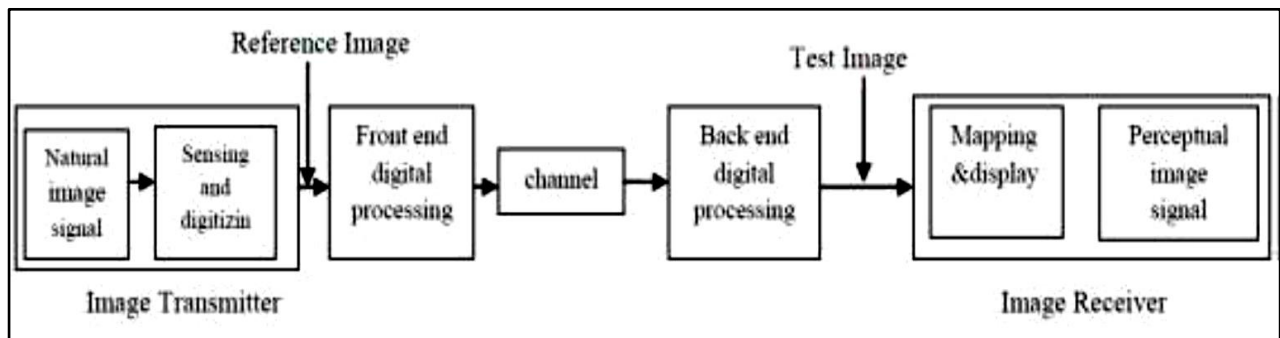 Reference Image
Test Image
Natural
image
signal
Sensing
and
digitizin
Front end
digital
processing
channel
Back end
digital
processing
Mapping
&display
Perceptual
image
signal
Image Transmitter
Image Receiver